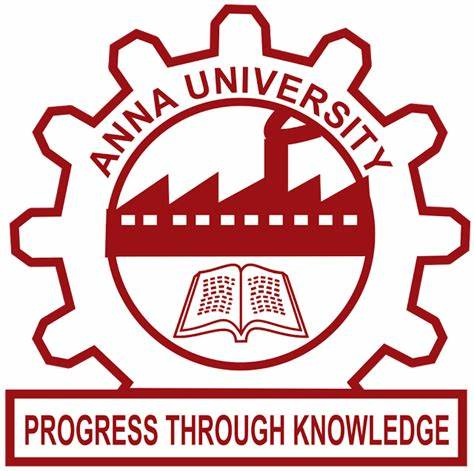 ANNA UNIVERSITY
PROGRESS THROUGH KNOWLEDGE